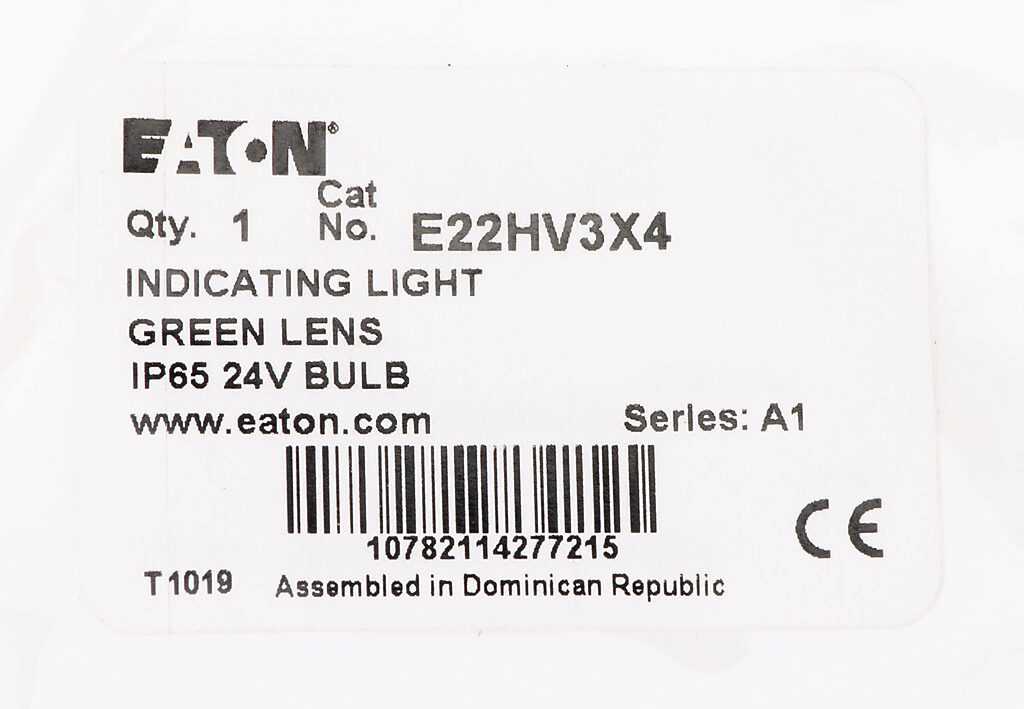 EATON®
Qty. 1 Cat No. E22HV3X4
INDICATING LIGHT
GREEN LENS
IP65 24V BULB
www.eaton.com Series: A1
10782114277215
CE
T1019 Assembled in Dominican Republic